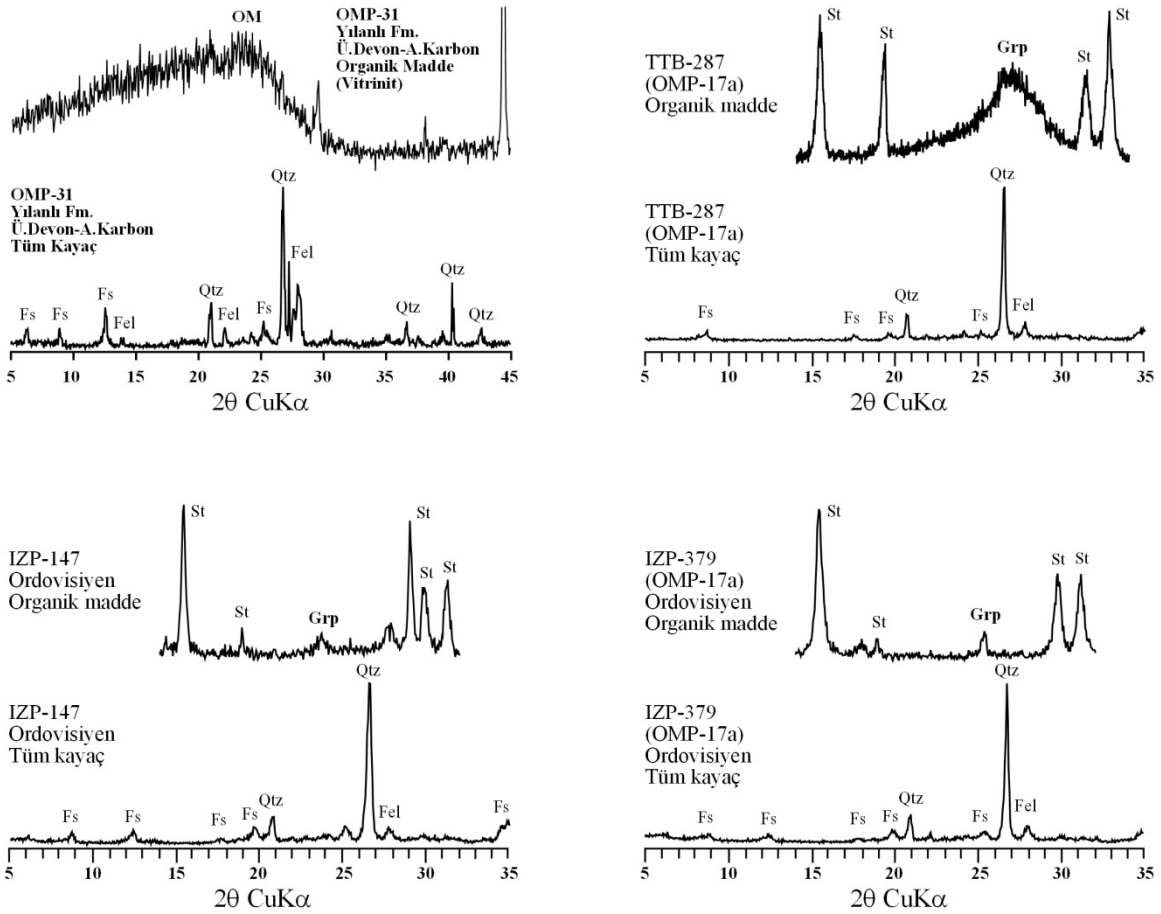 OM
OMP-31
Yılanlı Fm.
Ü.Devon-A.Karbon
Organik Madde
(Vitrinit)
OMP-31
Yılanlı Fm.
Ü.Devon-A.Karbon
Tüm Kayaç
Fs
Fs
Fs
Fel
Qtz
Fel
Fs
Qtz
Fel
Qtz
Qtz
Qtz
5 10 15 20 25 30 35 40 45
2θ CuKα
TTB-287
(OMP-17a)
Organik madde
St
St
Grp
St
St
TTB-287
(OMP-17a)
Tüm kayaç
Fs
Fs
Fs
Qtz
Fs
Qtz
Fel
5 10 15 20 25 30 35
2θ CuKα
IZP-147
Ordovisiyen
Organik madde
St
St
Grp
St
St
St
IZP-147
Ordovisiyen
Tüm kayaç
Fs
Fs
Fs
Fs
Qtz
Qtz
Fel
Fs
5 10 15 20 25 30 35
2θ CuKα
IZP-379
(OMP-17a)
Ordovisiyen
Organik madde
St
St
Grp
St
St
IZP-379
(OMP-17a)
Ordovisiyen
Tüm kayaç
Fs
Fs
Fs
Fs
Qtz
Fs
Qtz
Fel
5 10 15 20 25 30 35
2θ CuKα